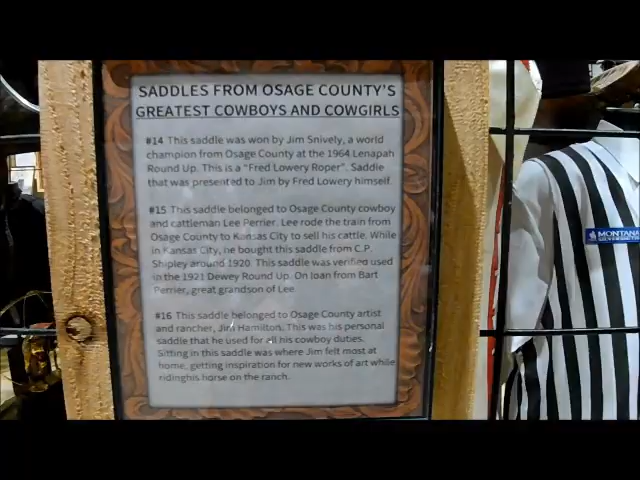 SADDLES FROM OSAGE COUNTY'S
GREATEST COWBOYS AND COWGIRLS
#14 This saddle was won by Jim Snively, a world
champion from Osage County at the 1964 Lenapah
Round Up. This is a "Fred Lowery Roper". Saddle
that was presented to Jim by Fred Lowery himself.
#15 This saddle belonged to Osage County cowboy
and cattleman Lee Perrier. Lee rode the train from
Osage County to Kansas City to sell his cattle. While
in Kansas City, he bought this saddle from C.P.
Shipley around 1920. This saddle was verified used
in the 1921 Dewey Round Up. On loan from Bart
Perrier, great grandson of Lee
#16 This saddle belonged to Osage County artist
and rancher, Jim Hamilton. This was his personal
saddle that he used for all his cowboy duties.
Sitting in this saddle was where Jim felt most at
home, getting inspiration for new works of art while
ridinghis horse on the ranch.
MONTANA